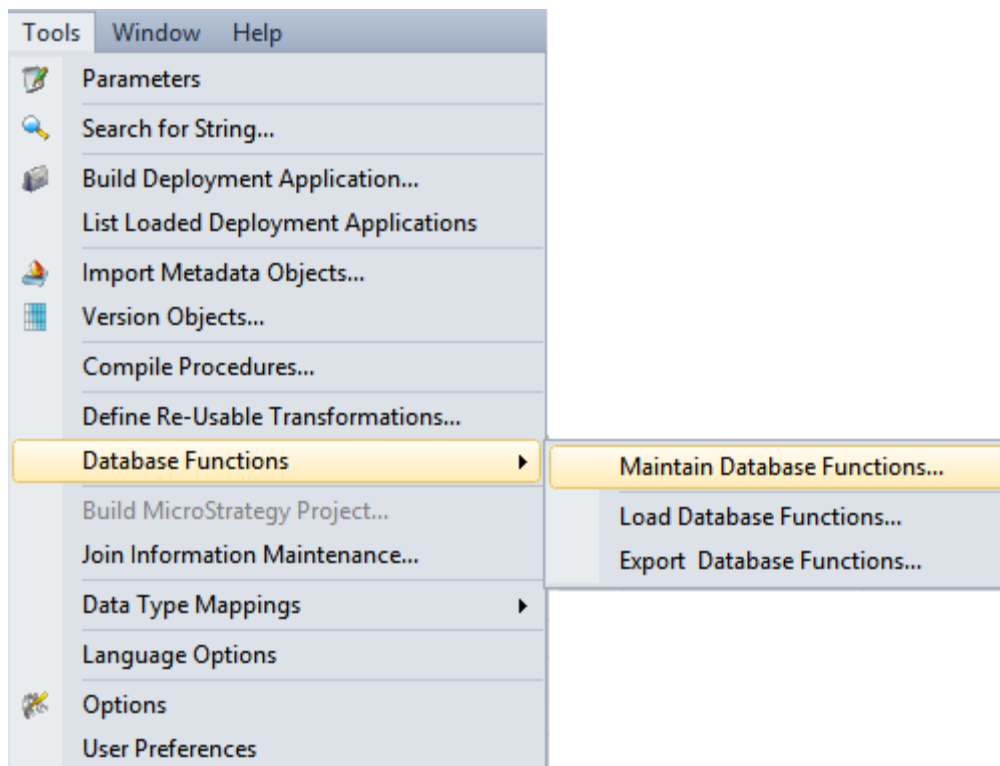 Tools Window Help
Parameters
Search for String...
Build Deployment Application...
List Loaded Deployment Applications
Import Metadata Objects...
Version Objects...
Compile Procedures...
Define Re-Usable Transformations...
Database Functions
Maintain Database Functions...
Load Database Functions...
Export  Database Functions...
Build MicroStrategy Project...
Join Information Maintenance...
Data Type Mappings
Language Options
Options
User Preferences